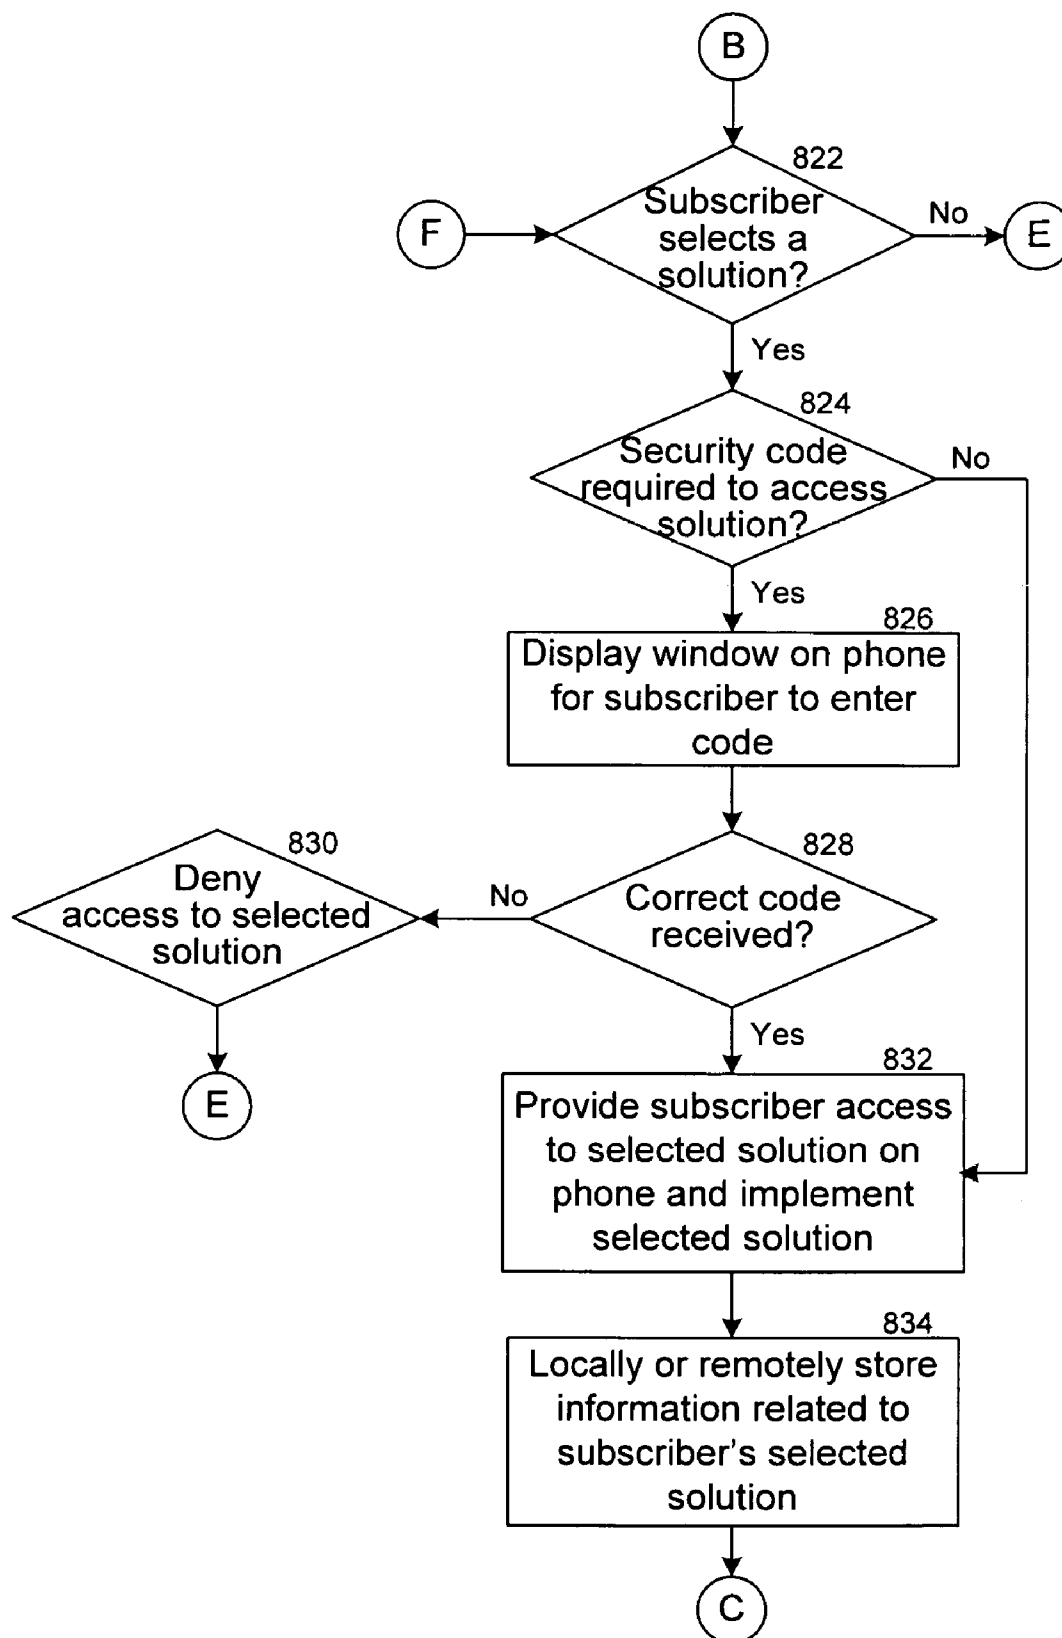 B
822
Subscriber
selects a
solution?
F
No
E
Yes
824
Security code
required to access
solution?
No
Yes
826
Display window on phone
for subscriber to enter
code
828
Correct code
received?
No
830
Deny
access to selected
solution
E
Yes
832
Provide subscriber access
to selected solution on
phone and implement
selected solution
834
Locally or remotely store
information related to
subscriber's selected
solution
C